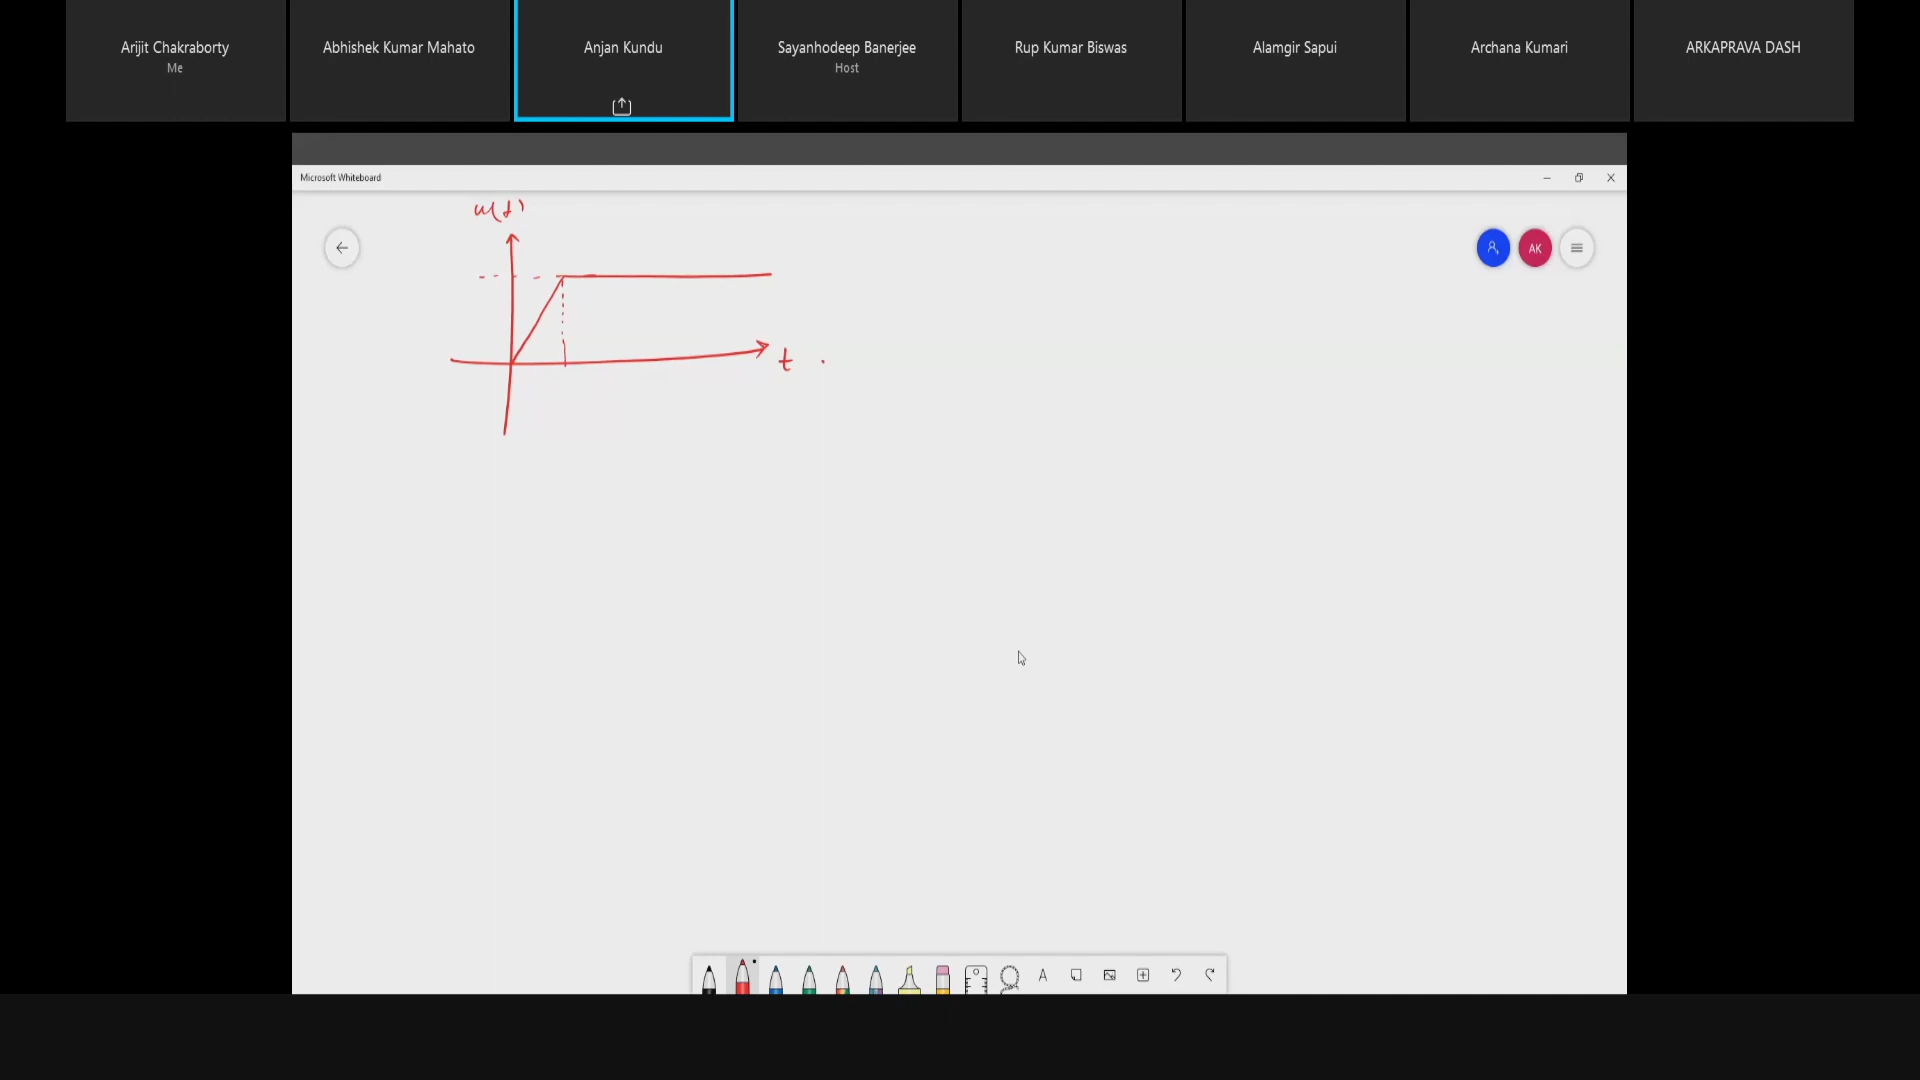 Arijit Chakraborty
Me
Abhishek Kumar Mahato
Anjan Kundu
Sayanhodeep Banerjee
Host
Rup Kumar Biswas
Alamgir Sapui
Archana Kumari
ARKAPRAVA DASH
Microsoft Whiteboard
u(t)
AK
t
A